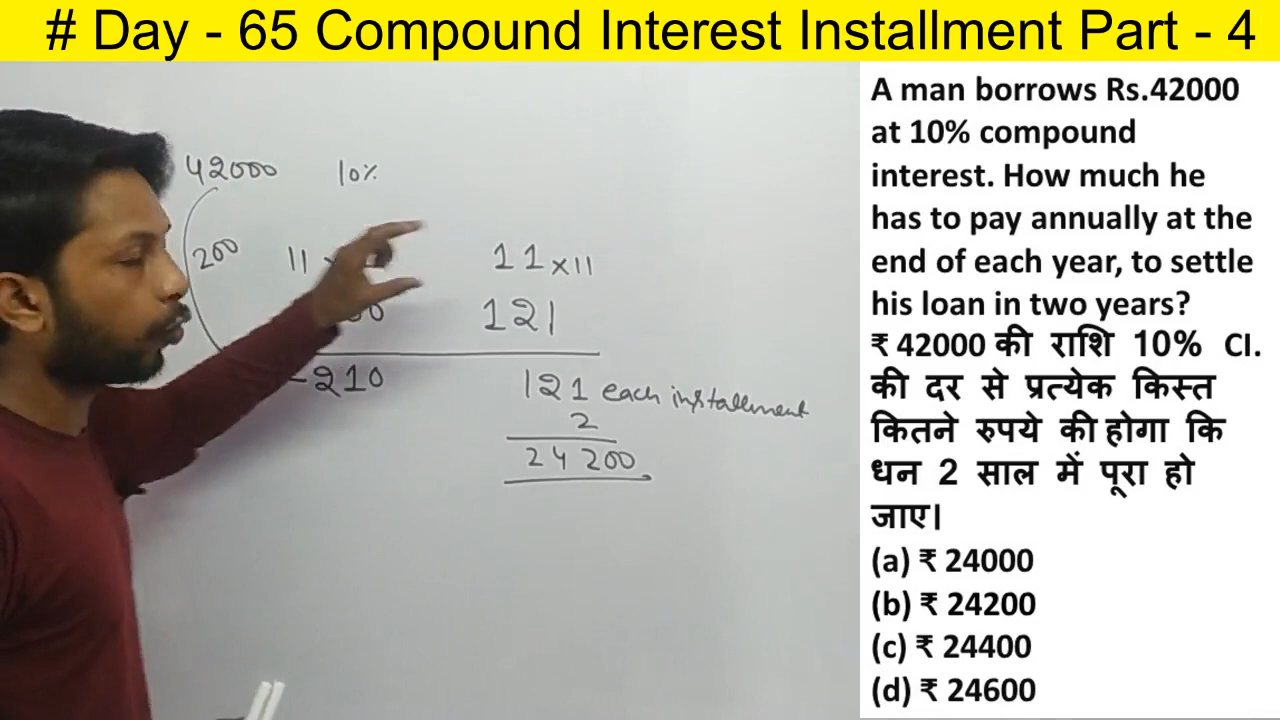 # Day - 65 Compound Interest Installment Part - 4
42000 10%
200 11 11 x 11
121
210
121 each installment
2
24 200
A man borrows Rs.42000
at 10% compound
interest. How much he
has to pay annually at the
end of each year, to settle
his loan in two years?
₹ 42000 की राशि 10% CI.
की दर से प्रत्येक किस्त
कितने रुपये की होगा कि
धन 2 साल में पूरा हो
जाए।
(a) ₹ 24000
(b) ₹ 24200
(c) ₹ 24400
(d) ₹ 24600